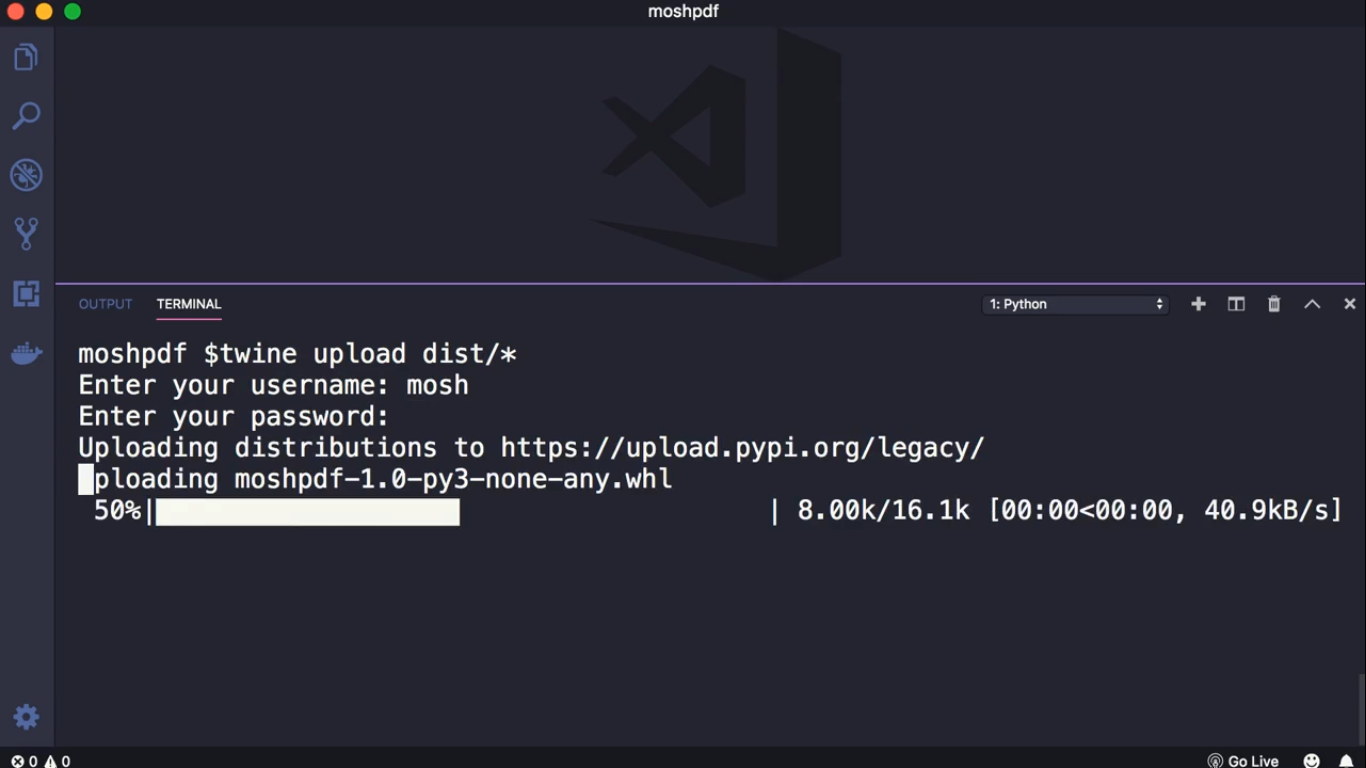 moshpdf
OUTPUT TERMINAL 1: Python
moshpdf $twine upload dist/*
Enter your username: mosh
Enter your password:
Uploading distributions to https://upload.pypi.org/legacy/
ploading moshpdf-1.0-py3-none-any.whl
50%| | 8.00k/16.1k [00:00<00:00, 40.9kB/s]
0 0 Go Live